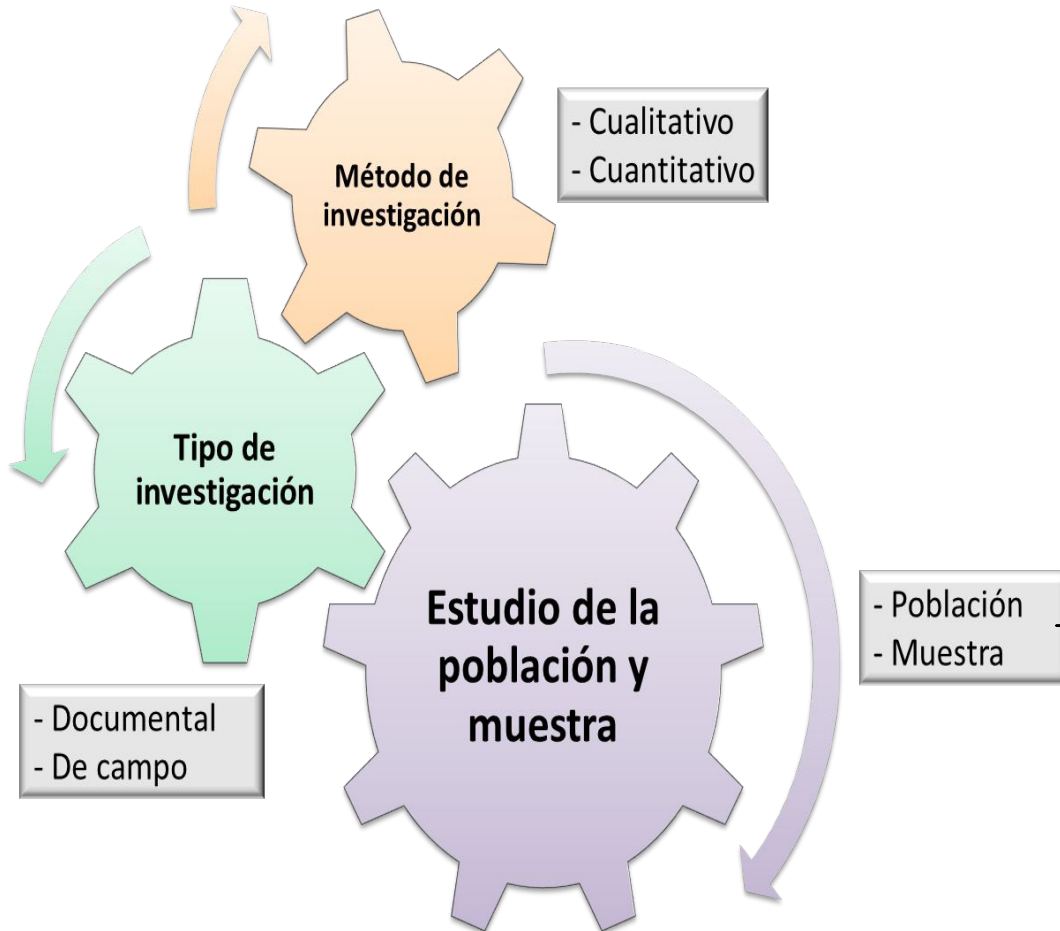 Método de
investigación
- Cualitativo
- Cuantitativo
Tipo de
investigación
- Documental
- De campo
Estudio de la
población y
muestra
- Población
- Muestra